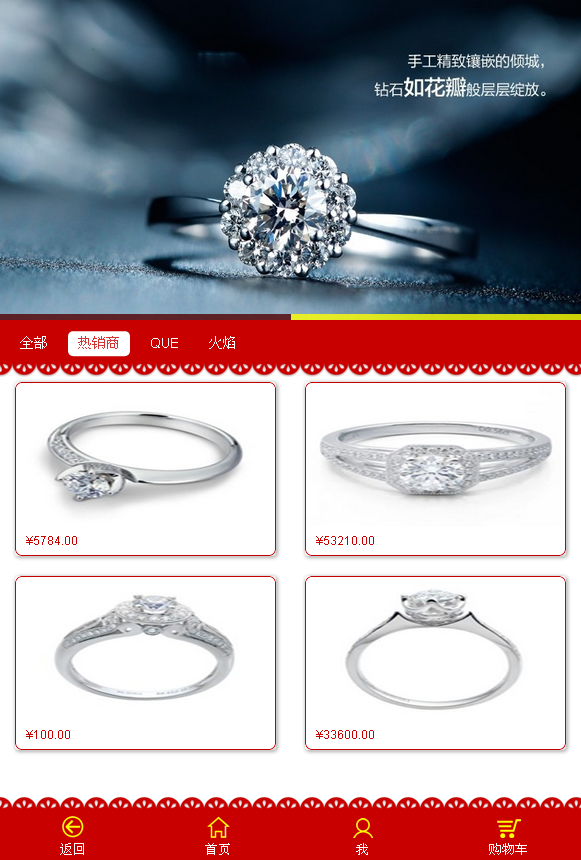 手工精致镶嵌的倾城，
钻石如花瓣般层层绽放。
全部 热销商 QUE 火焰
¥5784.00
¥53210.00
¥100.00
¥33600.00
返回 首页 我 购物车